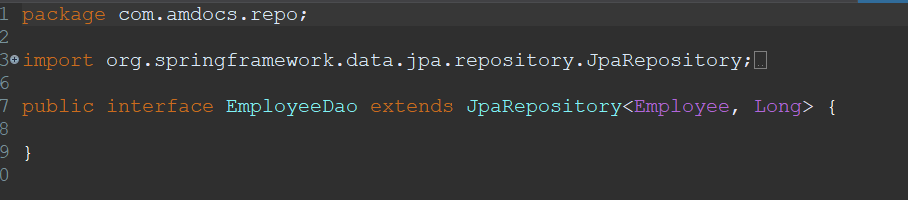 1 package com.amdocs.repo;
2
3 import org.springframework.data.jpa.repository.JpaRepository;
6
7 public interface EmployeeDao extends JpaRepository<Employee, Long> {
8
9 }
0